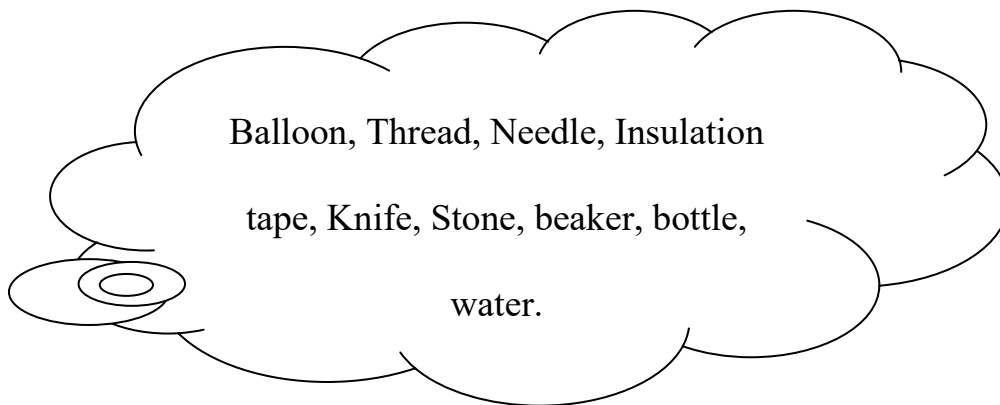 Balloon, Thread, Needle, Insulation
tape, Knife, Stone, beaker, bottle,
water.